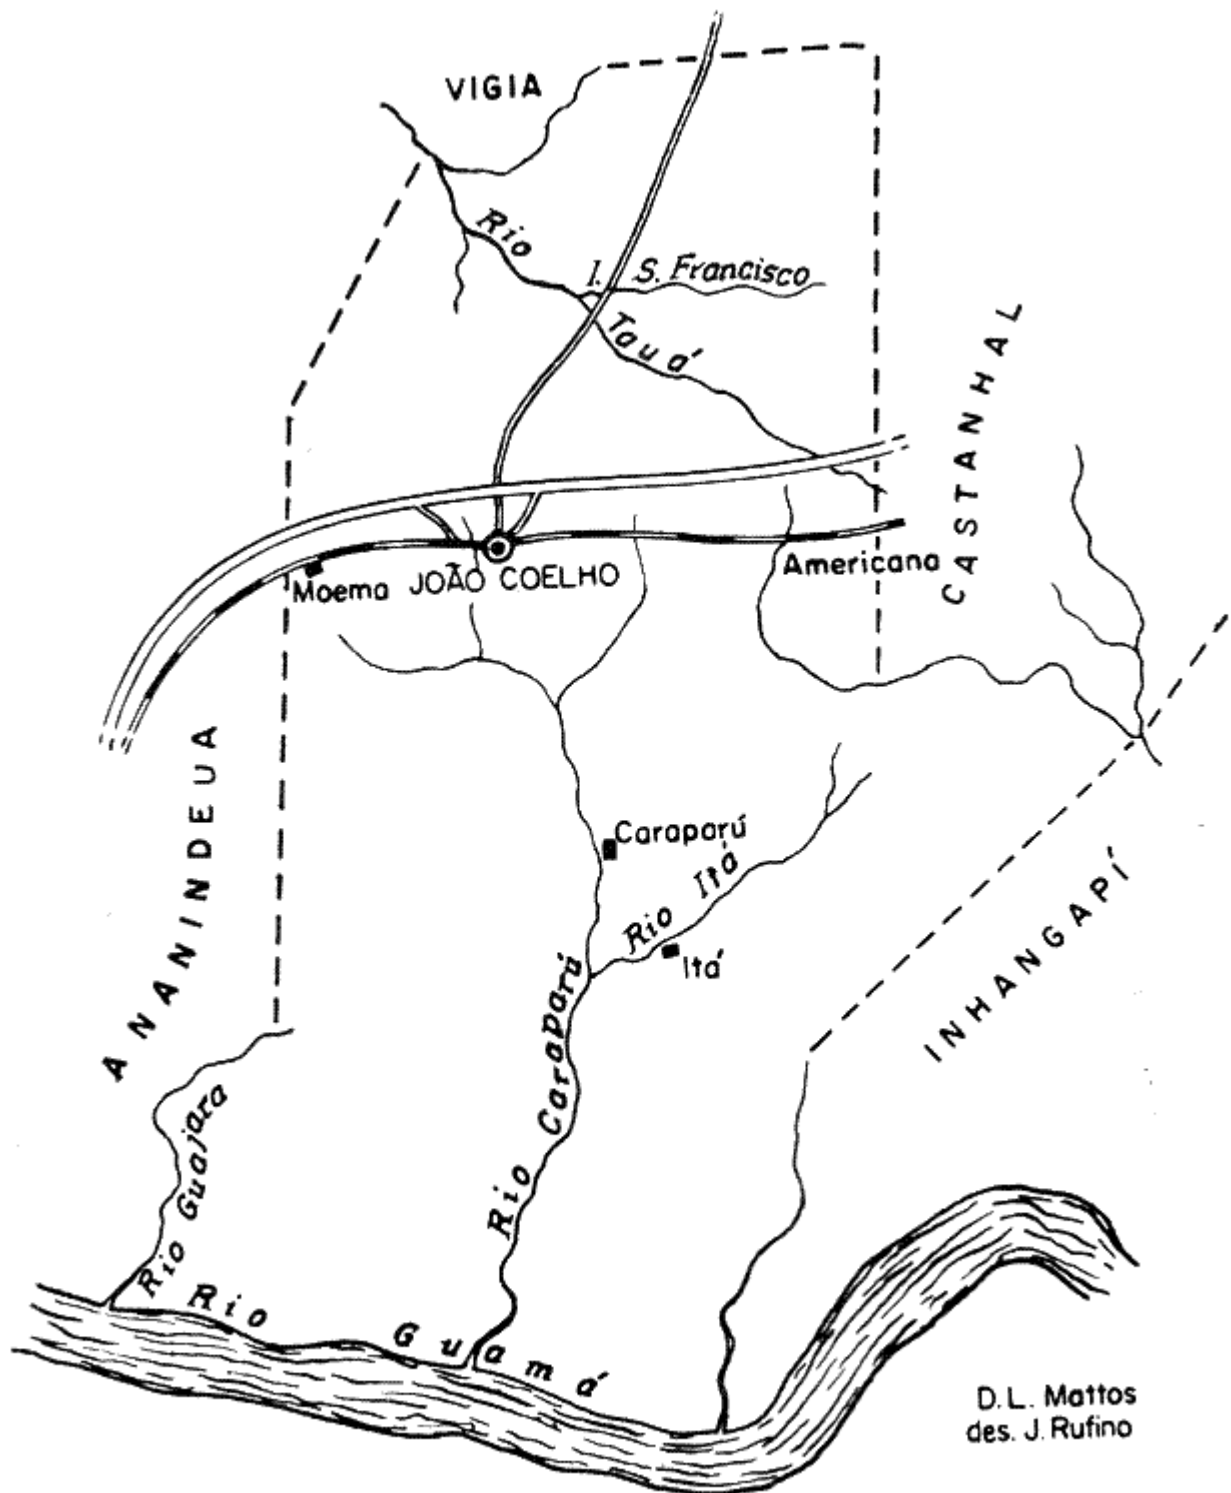 VIGIA
Rio Tauá
I. S. Francisco
CASTANHAL
Moema
JOÃO COELHO
Americana
ANANINDEUA
Caraparú
Rio Itá
Itá
INHANGAPÍ
Rio Caraparú
Rio Guajara
Rio Guamá
D. L. Mattos
des. J. Rufino